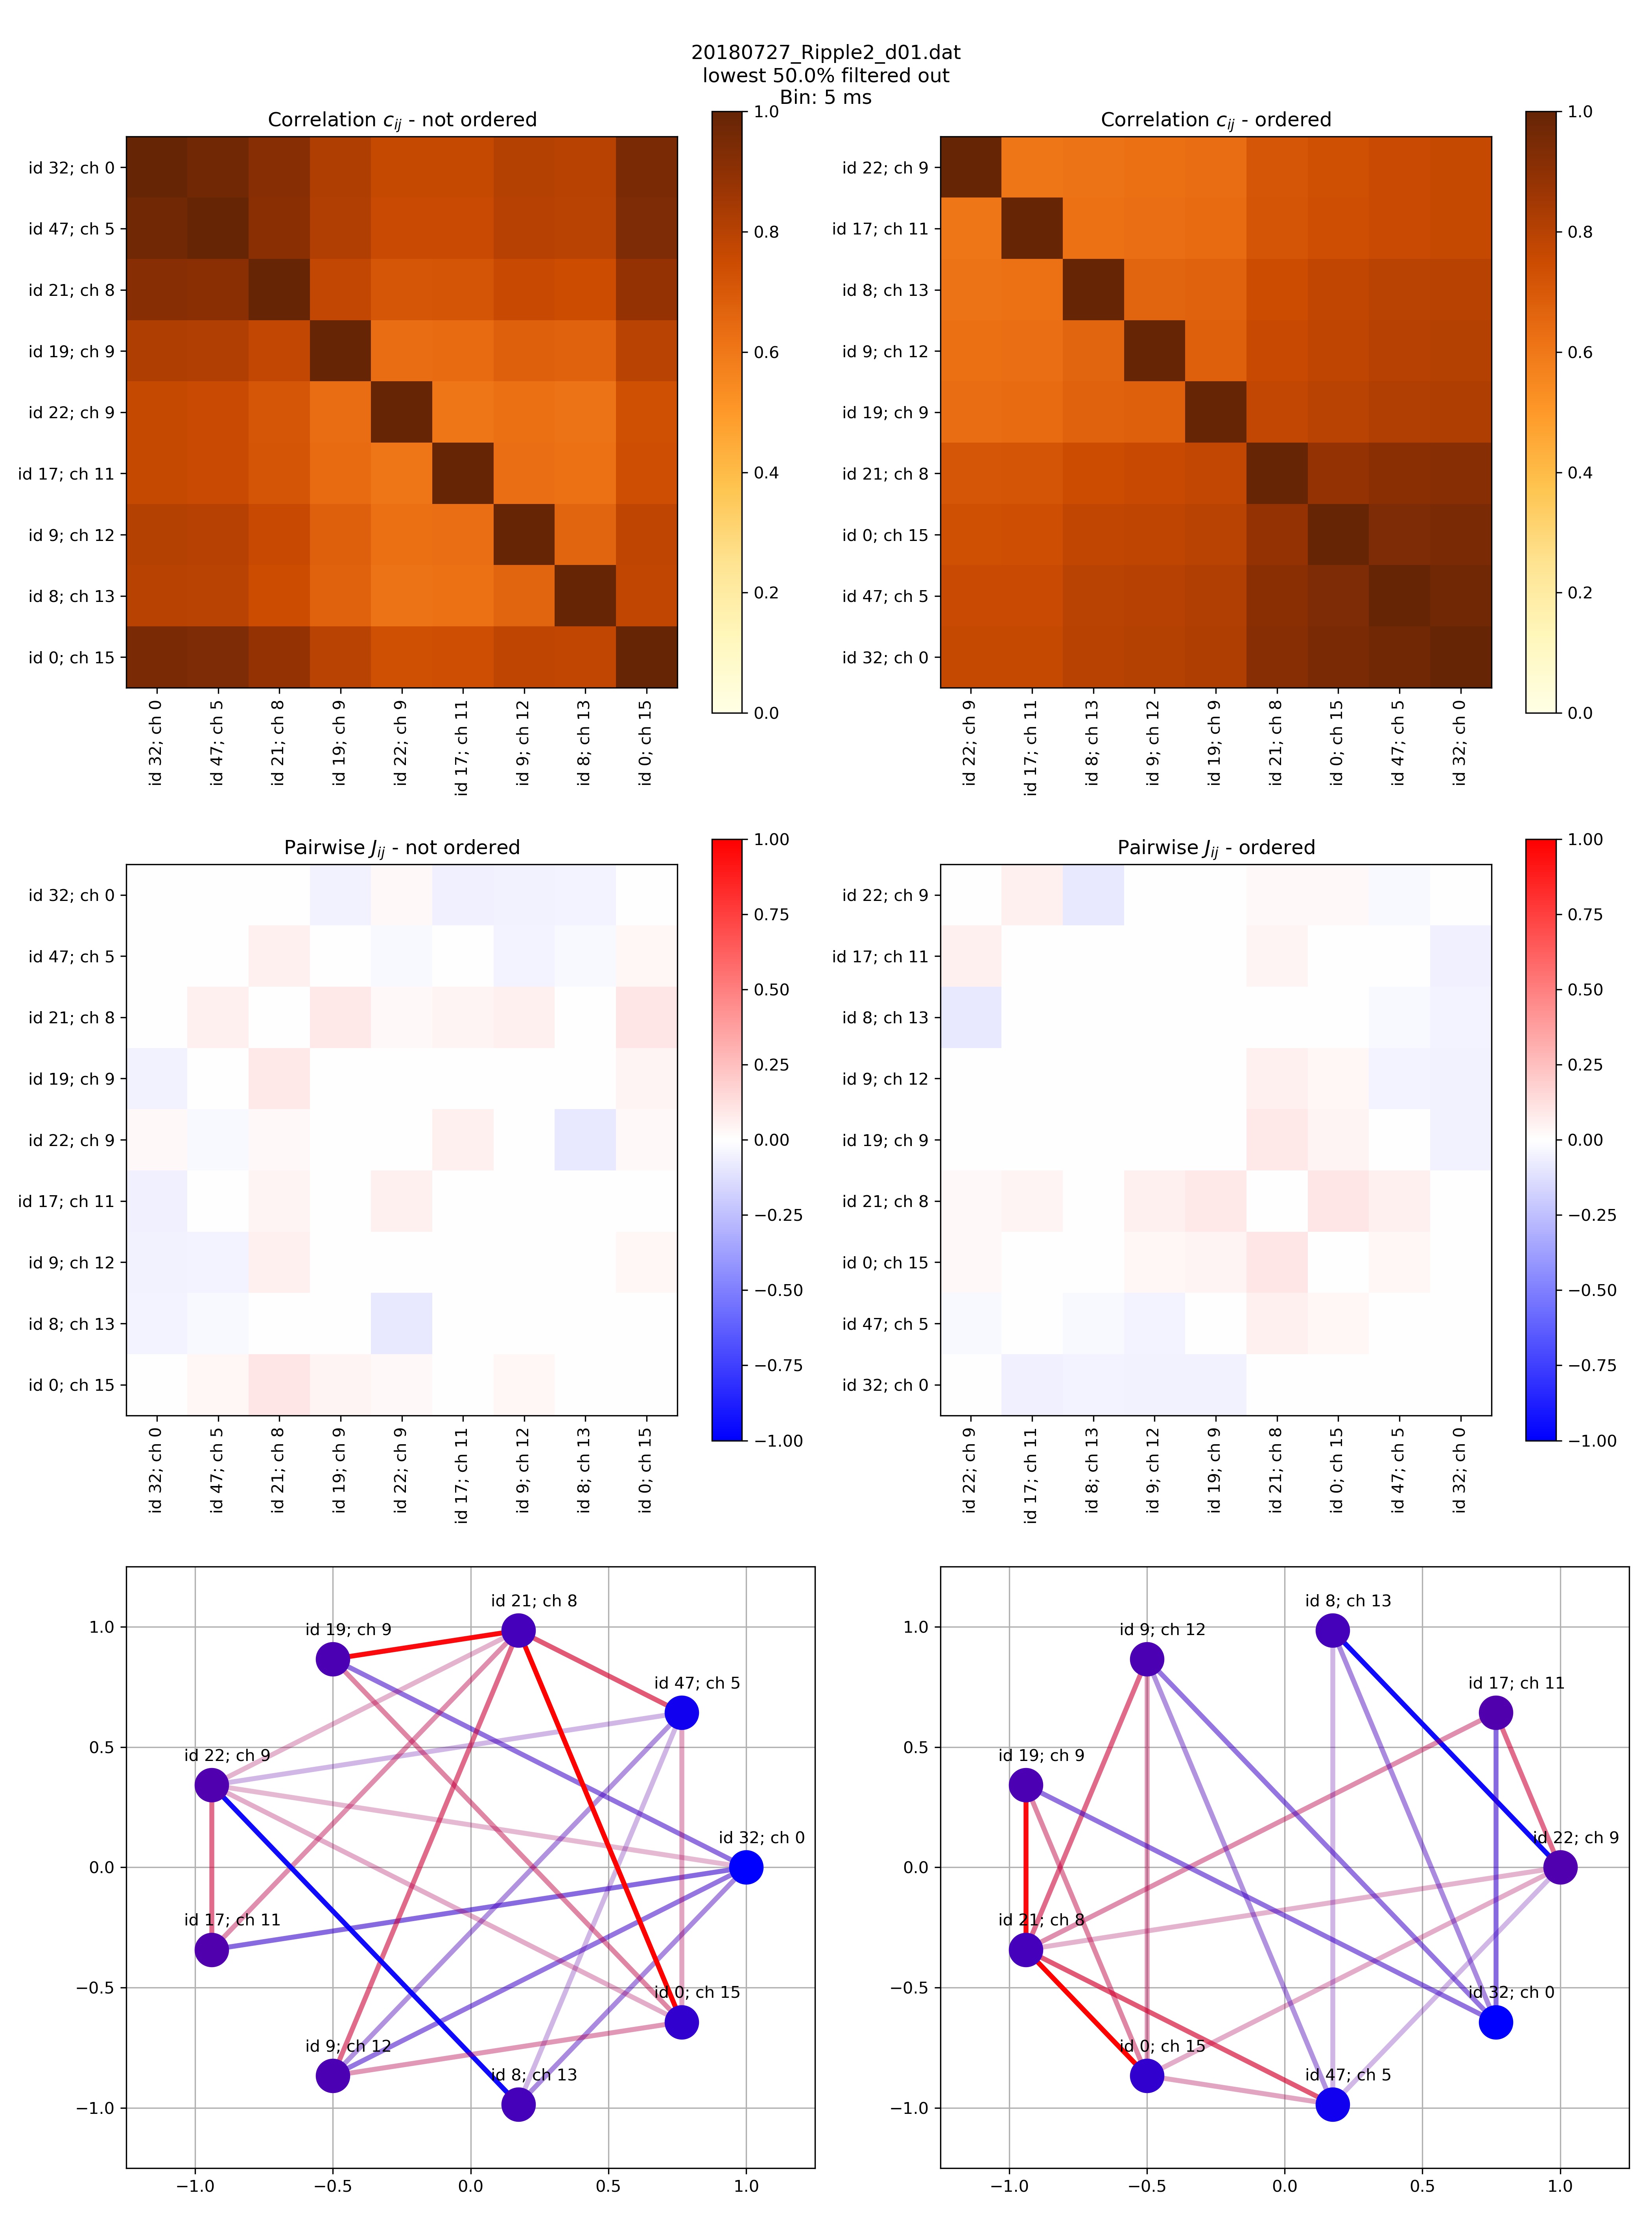 20180727_Ripple2_d01.dat
lowest 50.0% filtered out
Bin: 5 ms
Correlation c_ij - not ordered
id 32; ch 0
id 47; ch 5
id 21; ch 8
id 19; ch 9
id 22; ch 9
id 17; ch 11
id 9; ch 12
id 8; ch 13
id 0; ch 15
id 32; ch 0
id 47; ch 5
id 21; ch 8
id 19; ch 9
id 22; ch 9
id 17; ch 11
id 9; ch 12
id 8; ch 13
id 0; ch 15
1.0
0.8
0.6
0.4
0.2
0.0
Correlation c_ij - ordered
id 22; ch 9
id 17; ch 11
id 8; ch 13
id 9; ch 12
id 19; ch 9
id 21; ch 8
id 0; ch 15
id 47; ch 5
id 32; ch 0
id 22; ch 9
id 17; ch 11
id 8; ch 13
id 9; ch 12
id 19; ch 9
id 21; ch 8
id 0; ch 15
id 47; ch 5
id 32; ch 0
1.0
0.8
0.6
0.4
0.2
0.0
Pairwise J_ij - not ordered
id 32; ch 0
id 47; ch 5
id 21; ch 8
id 19; ch 9
id 22; ch 9
id 17; ch 11
id 9; ch 12
id 8; ch 13
id 0; ch 15
id 32; ch 0
id 47; ch 5
id 21; ch 8
id 19; ch 9
id 22; ch 9
id 17; ch 11
id 9; ch 12
id 8; ch 13
id 0; ch 15
1.00
0.75
0.50
0.25
0.00
−0.25
−0.50
−0.75
−1.00
Pairwise J_ij - ordered
id 22; ch 9
id 17; ch 11
id 8; ch 13
id 9; ch 12
id 19; ch 9
id 21; ch 8
id 0; ch 15
id 47; ch 5
id 32; ch 0
id 22; ch 9
id 17; ch 11
id 8; ch 13
id 9; ch 12
id 19; ch 9
id 21; ch 8
id 0; ch 15
id 47; ch 5
id 32; ch 0
1.00
0.75
0.50
0.25
0.00
−0.25
−0.50
−0.75
−1.00
1.0
0.5
0.0
−0.5
−1.0
id 21; ch 8
id 19; ch 9
id 47; ch 5
id 22; ch 9
id 32; ch 0
id 17; ch 11
id 0; ch 15
id 9; ch 12
id 8; ch 13
−1.0
−0.5
0.0
0.5
1.0
1.0
0.5
0.0
−0.5
−1.0
id 8; ch 13
id 9; ch 12
id 17; ch 11
id 19; ch 9
id 22; ch 9
id 21; ch 8
id 32; ch 0
id 0; ch 15
id 47; ch 5
−1.0
−0.5
0.0
0.5
1.0